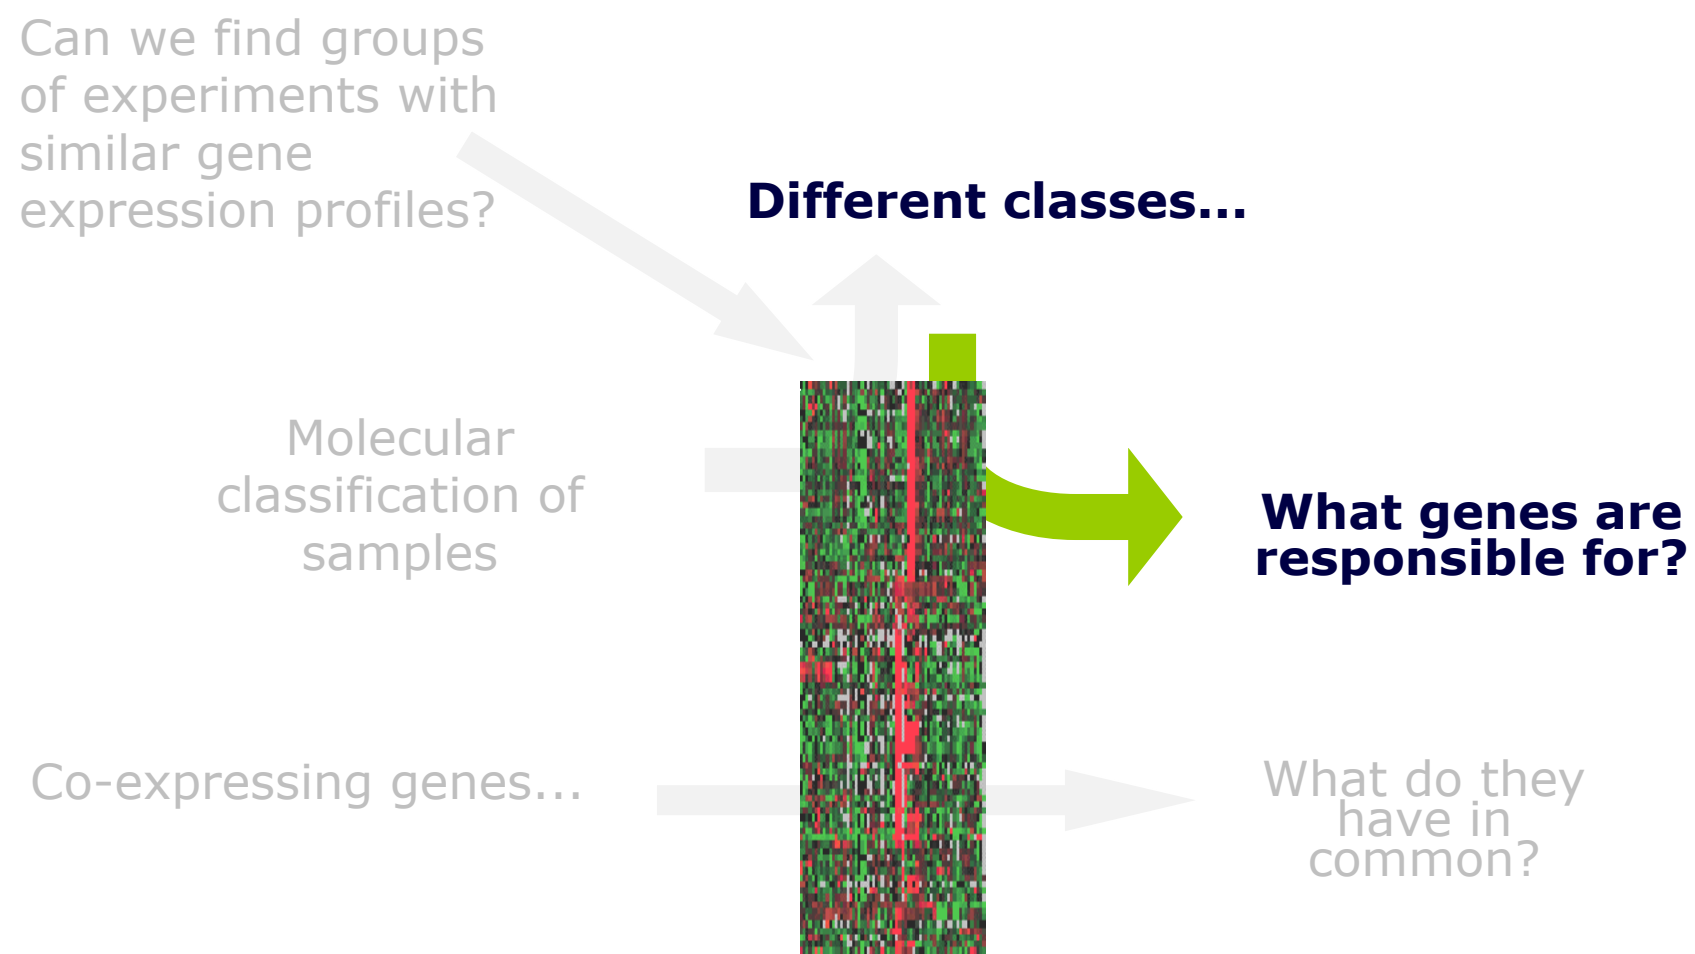 Can we find groups
of experiments with
similar gene
expression profiles?
Different classes...
Molecular
classification of
samples
What genes are
responsible for?
Co-expressing genes...
What do they
have in
common?